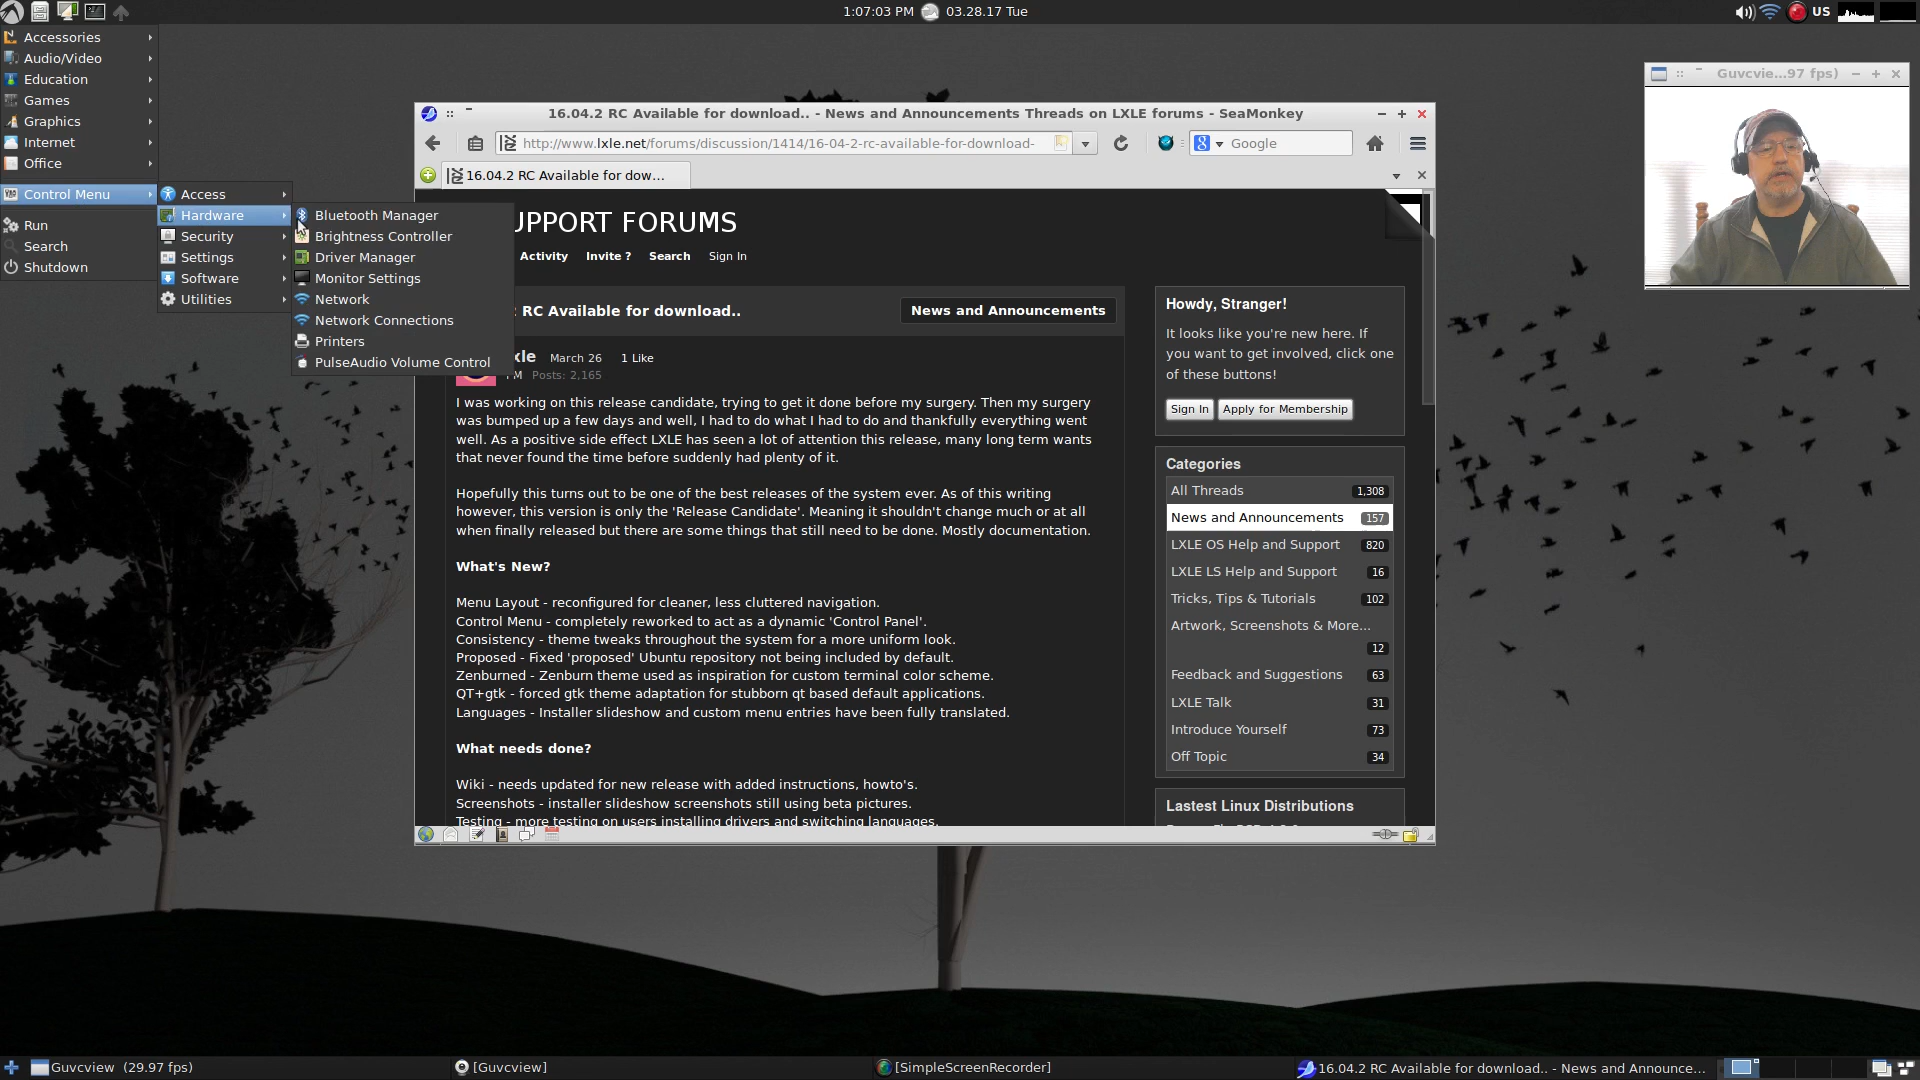 1:07:03 PM 03.28.17 Tue
US
Accessories
Audio/Video
Education
Games
Graphics
Internet
Office
Control Menu
Run
Search
Shutdown
Access
Hardware
Security
Settings
Software
Utilities
Bluetooth Manager
Brightness Controller
Driver Manager
Monitor Settings
Network
Network Connections
Printers
PulseAudio Volume Control
Guvcvie...97 fps)
16.04.2 RC Available for download.. - News and Announcements Threads on LXLE forums - SeaMonkey
http://www.lxle.net/forums/discussion/1414/16-04-2-rc-available-for-download-
Google
16.04.2 RC Available for dow...
UPPORT FORUMS
Activity Invite ? Search Sign In
RC Available for download..
News and Announcements
xle March 26 1 Like
PM Posts: 2,165
I was working on this release candidate, trying to get it done before my surgery. Then my surgery
was bumped up a few days and well, I had to do what I had to do and thankfully everything went
well. As a positive side effect LXLE has seen a lot of attention this release, many long term wants
that never found the time before suddenly had plenty of it.
Hopefully this turns out to be one of the best releases of the system ever. As of this writing
however, this version is only the 'Release Candidate'. Meaning it shouldn't change much or at all
when finally released but there are some things that still need to be done. Mostly documentation.
What's New?
Menu Layout - reconfigured for cleaner, less cluttered navigation.
Control Menu - completely reworked to act as a dynamic 'Control Panel'.
Consistency - theme tweaks throughout the system for a more uniform look.
Proposed - Fixed 'proposed' Ubuntu repository not being included by default.
Zenburned - Zenburn theme used as inspiration for custom terminal color scheme.
QT+gtk - forced gtk theme adaptation for stubborn qt based default applications.
Languages - Installer slideshow and custom menu entries have been fully translated.
What needs done?
Wiki - needs updated for new release with added instructions, howto's.
Screenshots - installer slideshow screenshots still using beta pictures.
Testing - more testing on users installing drivers and switching languages.
Howdy, Stranger!
It looks like you're new here. If
you want to get involved, click one
of these buttons!
Sign In Apply for Membership
Categories
All Threads 1,308
News and Announcements 157
LXLE OS Help and Support 820
LXLE LS Help and Support 16
Tricks, Tips & Tutorials 102
Artwork, Screenshots & More...
12
Feedback and Suggestions 63
LXLE Talk 31
Introduce Yourself 73
Off Topic 34
Lastest Linux Distributions
Guvcview (29.97 fps)
[Guvcview]
[SimpleScreenRecorder]
16.04.2 RC Available for download.. - News and Announce...